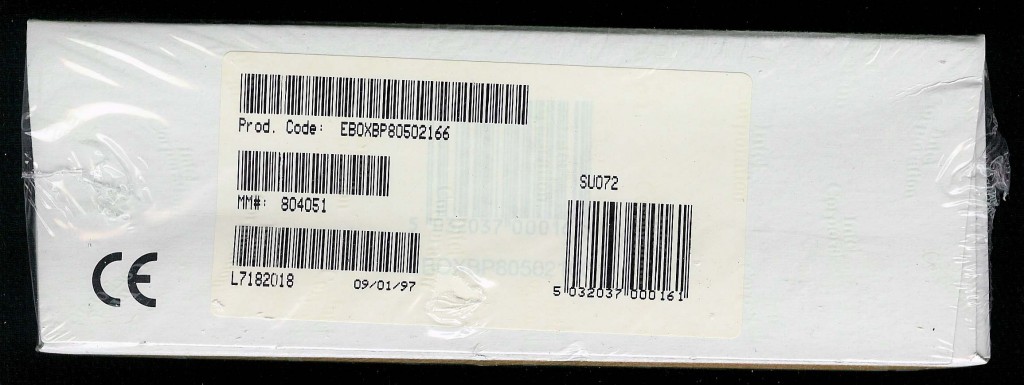 Prod. Code: EBOXBP80502166
SU072
MM#: 804051
L7182018 09/01/97
5 032037 000161
CE